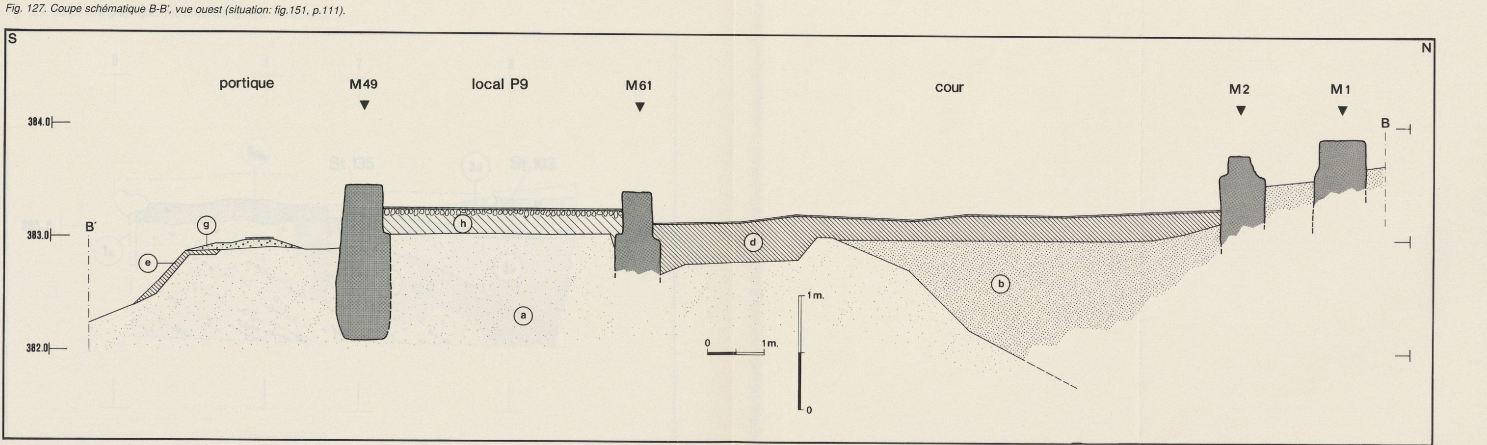 Fig. 127. Coupe schématique B-B', vue ouest (situation: fig.151, p.111).
S
N
portique
M49
local P9
M61
cour
M2
M1
384.0
B
B'
g
h
383.0
d
e
b
1m.
a
382.0
0
1m.
0